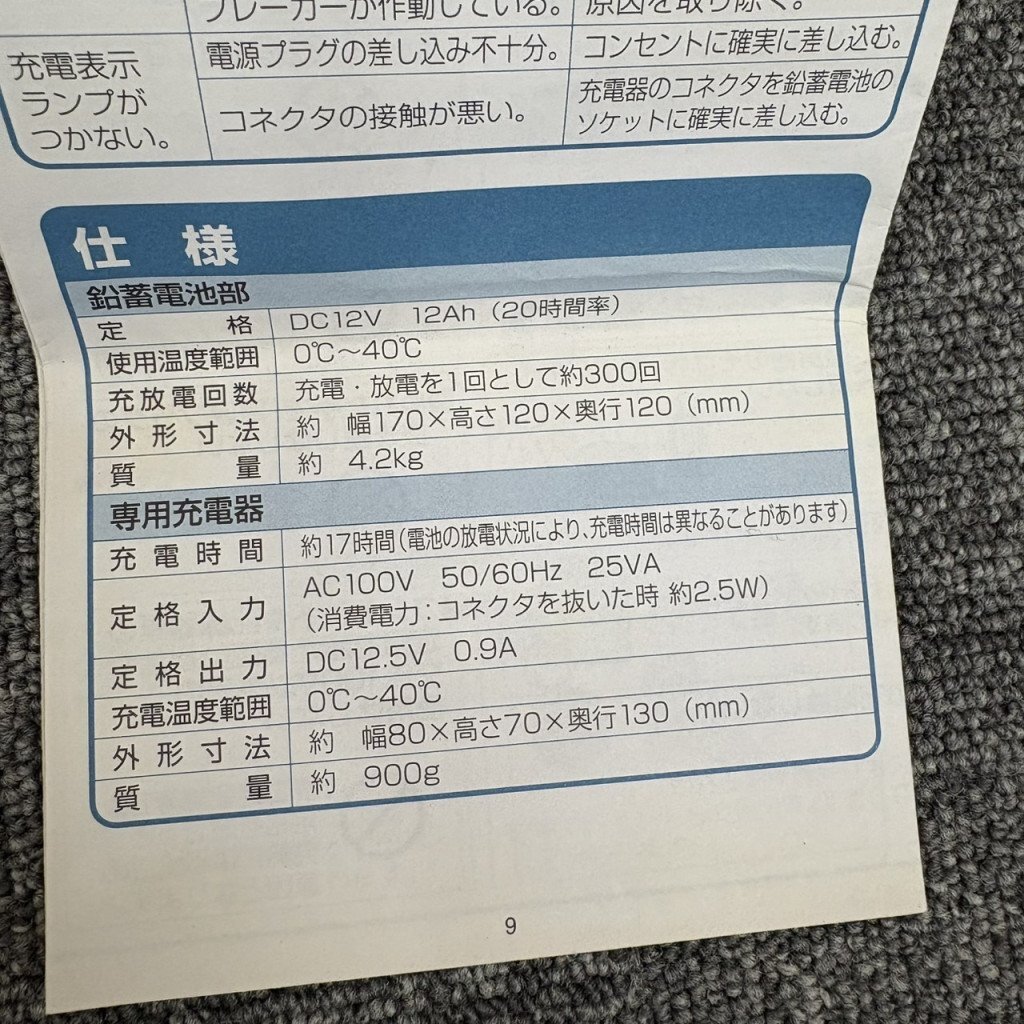 ブレーカーが作動している。 原因を取り除く。
充電表示
ランプが
つかない。
電源プラグの差し込み不十分。 コンセントに確実に差し込む。
コネクタの接触が悪い。
充電器のコネクタを鉛蓄電池の
ソケットに確実に差し込む。
仕 様
鉛蓄電池部
定格 DC12V 12Ah（20時間率）
使用温度範囲 0℃〜40℃
充放電回数 充電・放電を1回として約300回
外形寸法 約 幅170×高さ120×奥行120（mm）
質量 約 4.2kg
専用充電器
充電時間 約17時間（電池の放電状況により、充電時間は異なることがあります）
定格入力 AC100V 50/60Hz 25VA
（消費電力：コネクタを抜いた時 約2.5W）
定格出力 DC12.5V 0.9A
充電温度範囲 0℃〜40℃
外形寸法 約 幅80×高さ70×奥行130（mm）
質量 約 900g
9